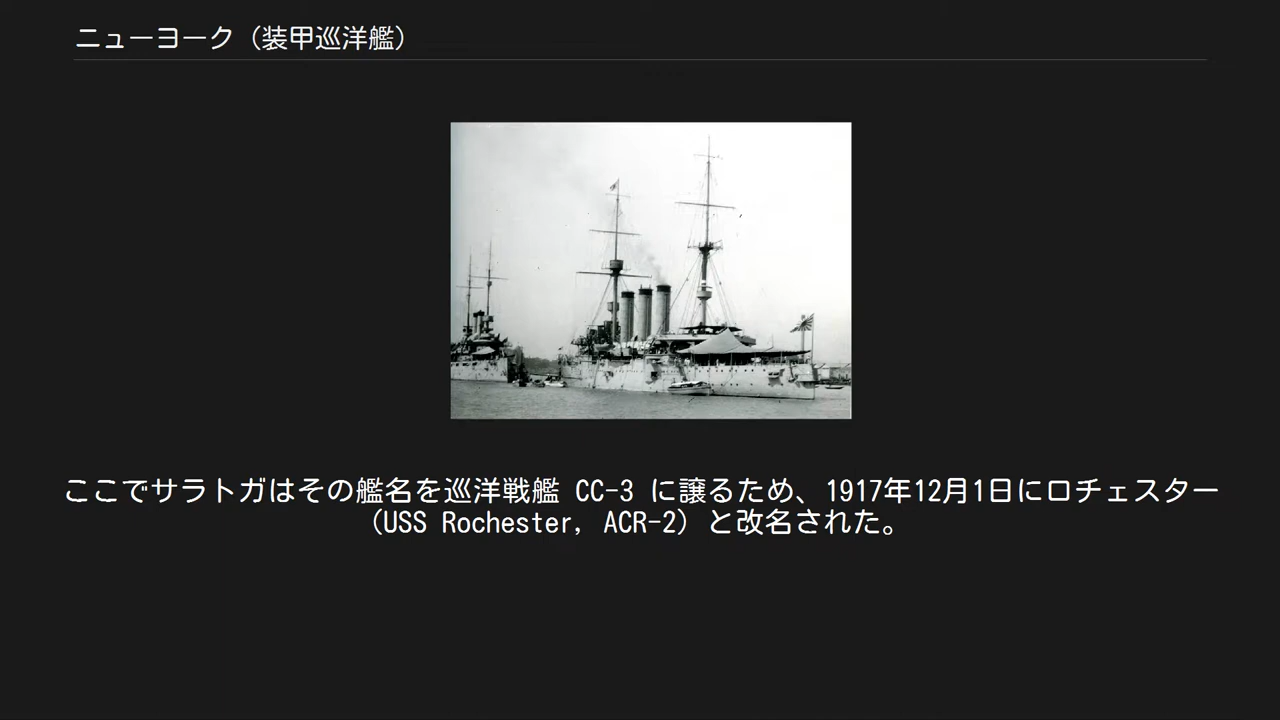 ニューヨーク（装甲巡洋艦）
ここでサラトガはその艦名を巡洋戦艦 CC-3 に譲るため、1917年12月1日にロチェスター
（USS Rochester, ACR-2）と改名された。